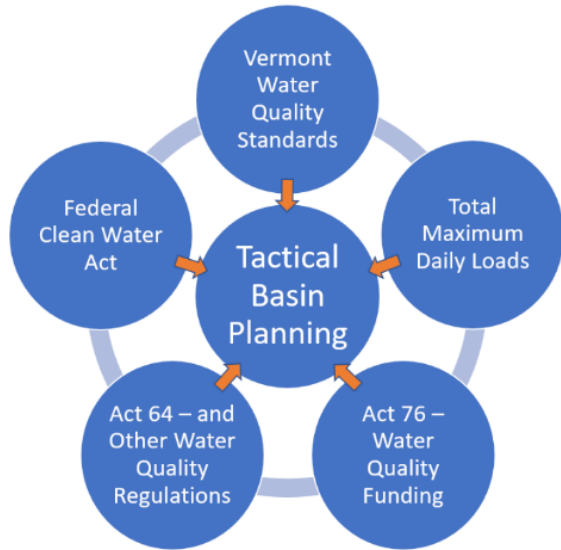 Vermont
Water
Quality
Standards
Federal
Clean Water
Act
Total
Maximum
Daily Loads
Tactical
Basin
Planning
Act 64 – and
Other Water
Quality
Regulations
Act 76 –
Water
Quality
Funding